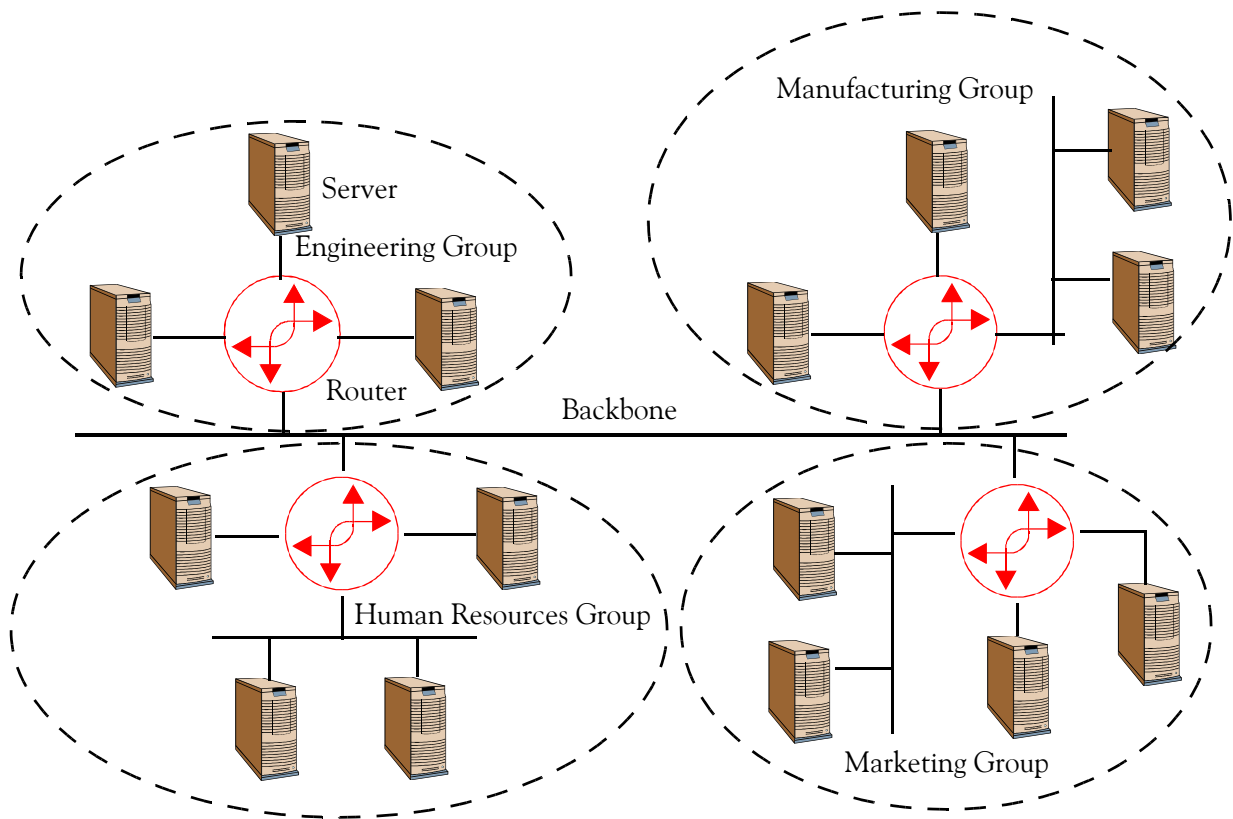 Manufacturing Group
Server
Engineering Group
Router
Backbone
Human Resources Group
Marketing Group